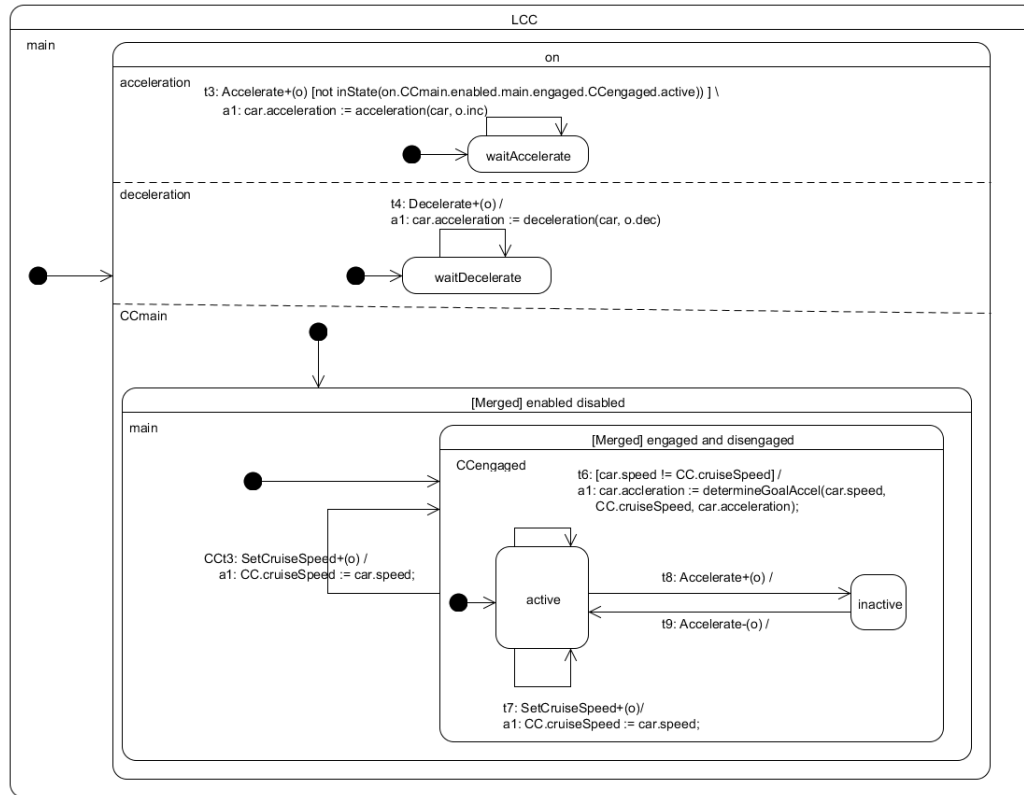 LCC
main
on
acceleration
t3: Accelerate+(o) [not inState(on.CCmain.enabled.main.engaged.CCengaged.active)) ] \
a1: car.acceleration := acceleration(car, o.inc)
waitAccelerate
deceleration
t4: Decelerate+(o) /
a1: car.acceleration := deceleration(car, o.dec)
waitDecelerate
CCmain
[Merged] enabled disabled
main
[Merged] engaged and disengaged
CCengaged
t6: [car.speed != CC.cruiseSpeed] /
a1: car.accleration := determineGoalAccel(car.speed,
CC.cruiseSpeed, car.acceleration);
CCt3: SetCruiseSpeed+(o) /
a1: CC.cruiseSpeed := car.speed;
active
t8: Accelerate+(o) /
inactive
t9: Accelerate-(o) /
t7: SetCruiseSpeed+(o)/
a1: CC.cruiseSpeed := car.speed;